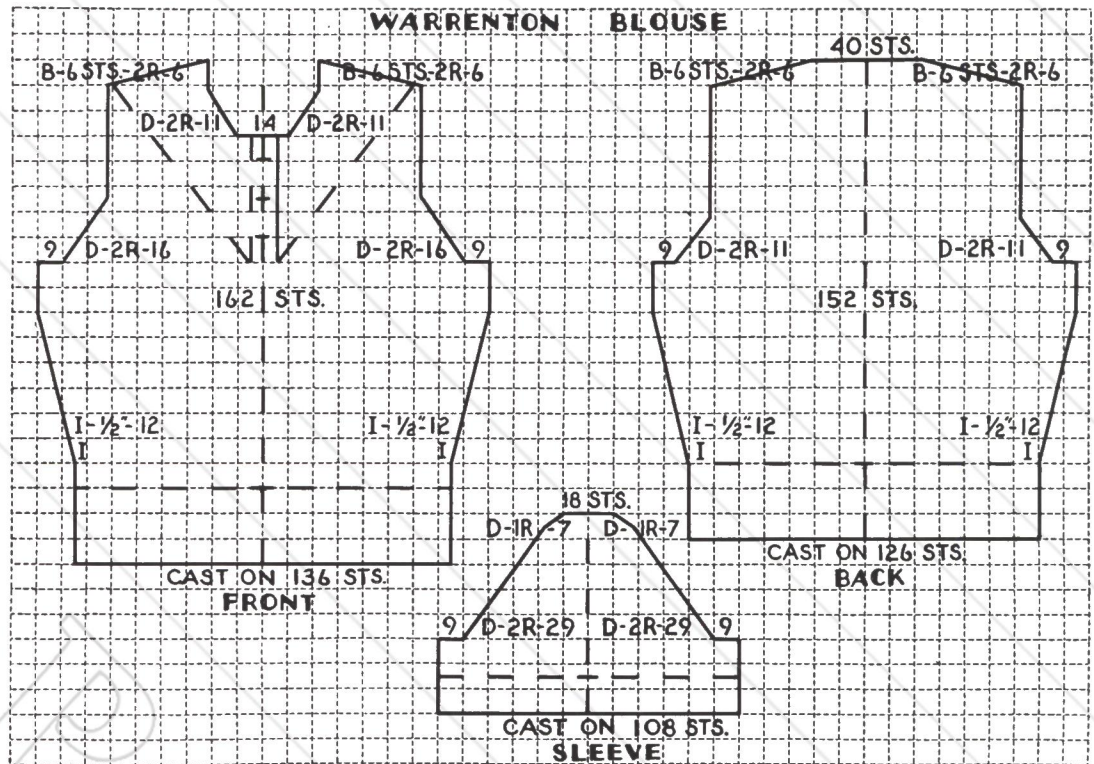 WARRENTON BLOUSE
B-6 STS-2R-6 B-6 STS-2R-6
D-2R-11 14 D-2R-11
9 D-2R-16 D-2R-16 9
162 STS.
I-½"-12 I-½"-12
I I
CAST ON 136 STS.
FRONT
40 STS.
B-6 STS-2R-6 B-6 STS-2R-6
9 D-2R-11 D-2R-11 9
152 STS.
I-½"-12 I-½"-12
I I
CAST ON 126 STS.
BACK
18 STS.
D-1R-7 D-1R-7
9 D-2R-29 D-2R-29 9
CAST ON 108 STS.
SLEEVE